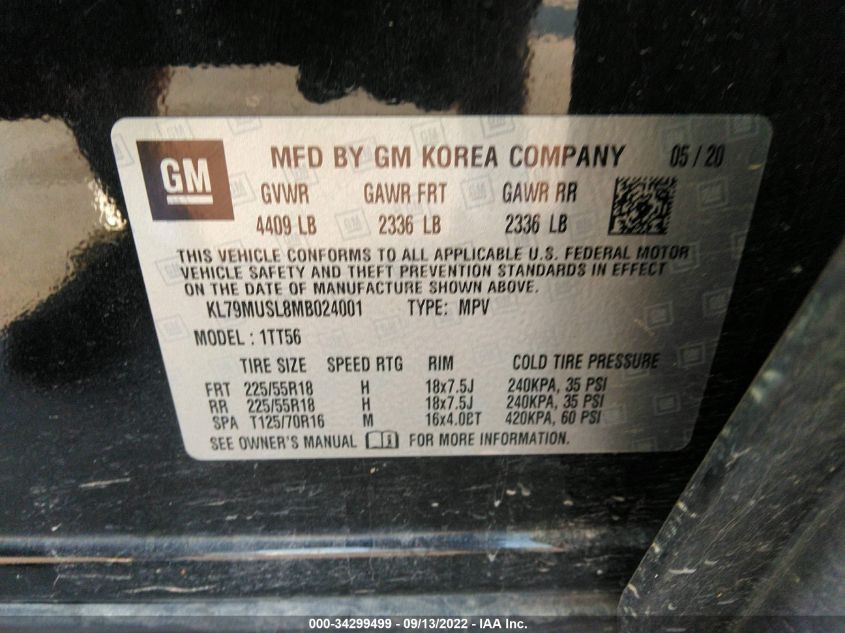 GM MFD BY GM KOREA COMPANY 05 / 20
GVWR GAWR FRT GAWR RR
4409 LB 2336 LB 2336 LB
THIS VEHICLE CONFORMS TO ALL APPLICABLE U.S. FEDERAL MOTOR
VEHICLE SAFETY AND THEFT PREVENTION STANDARDS IN EFFECT
ON THE DATE OF MANUFACTURE SHOWN ABOVE.
KL79MUSL8MB024001 TYPE: MPV
MODEL: 1TT56
TIRE SIZE SPEED RTG RIM COLD TIRE PRESSURE
FRT 225/55R18 H 18x7.5J 240KPA, 35 PSI
RR 225/55R18 H 18x7.5J 240KPA, 35 PSI
SPA T125/70R16 M 16x4.0BT 420KPA, 60 PSI
SEE OWNER'S MANUAL FOR MORE INFORMATION.
000-34299499 - 09/13/2022 - IAA Inc.